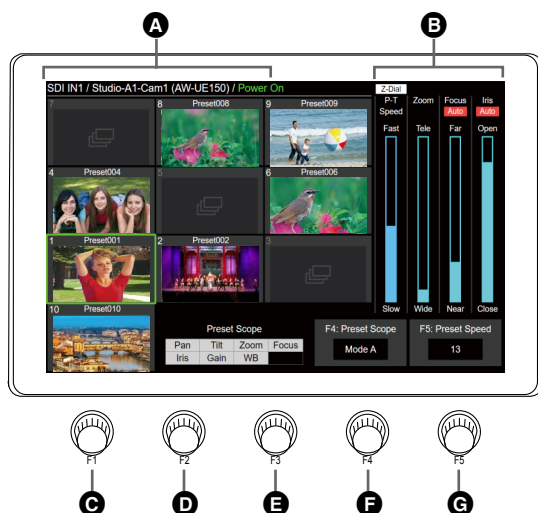 A
B
SDI IN1 / Studio-A1-Cam1 (AW-UE150) / Power On
Z-Dial
P-T Speed
Zoom
Focus
Iris
Auto
Auto
Fast
Tele
Far
Open
7
8 Preset008
9 Preset009
4 Preset004
5
6 Preset006
1 Preset001
2 Preset002
3
Slow
Wide
Near
Close
10 Preset010
Preset Scope
Pan Tilt Zoom Focus
Iris Gain WB
F4: Preset Scope
Mode A
F5: Preset Speed
13
F1
F2
F3
F4
F5
C
D
E
F
G